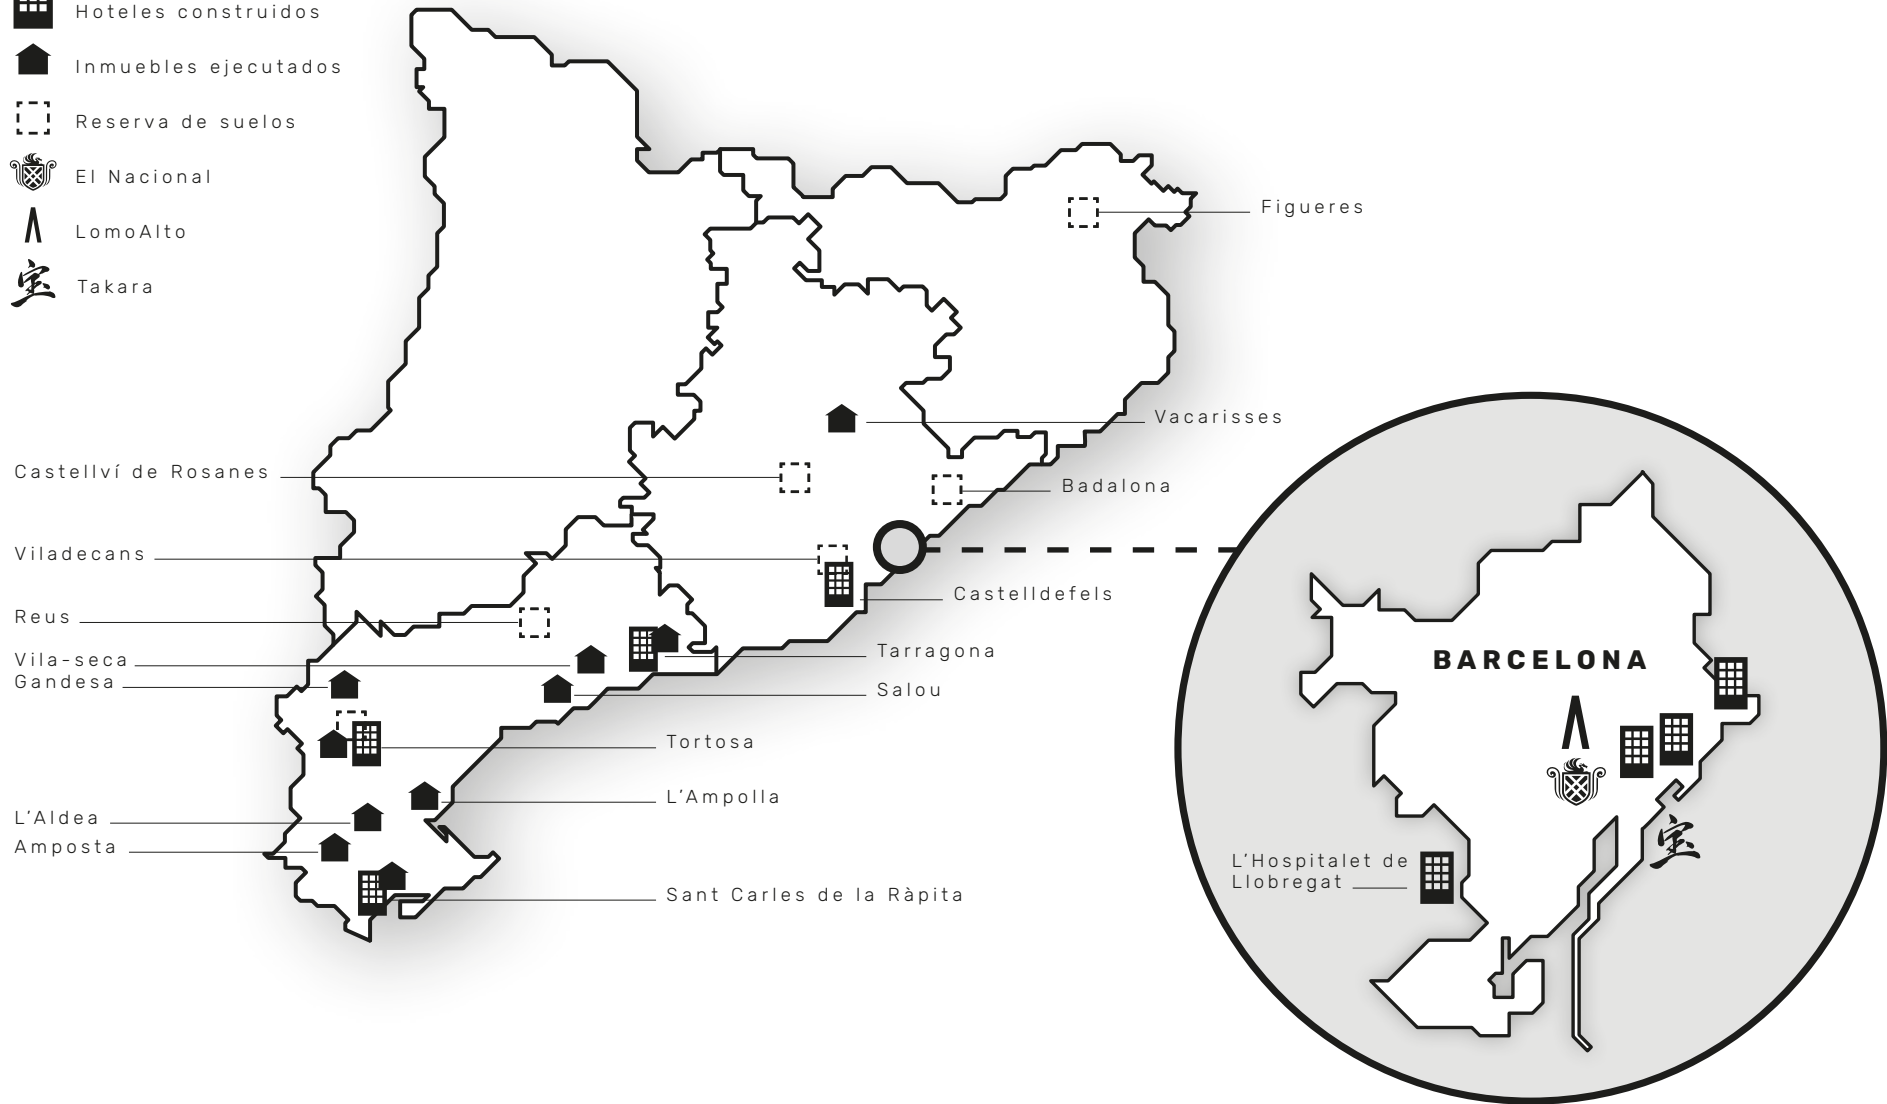 Hoteles construidos
Inmuebles ejecutados
Reserva de suelos
El Nacional
LomoAlto
宝 Takara
Figueres
Vacarisses
Castellví de Rosanes
Badalona
Viladecans
Castelldefels
Reus
Vila-seca
Gandesa
Tarragona
Salou
Tortosa
L'Ampolla
L'Aldea
Amposta
Sant Carles de la Ràpita
BARCELONA
宝
L'Hospitalet de
Llobregat